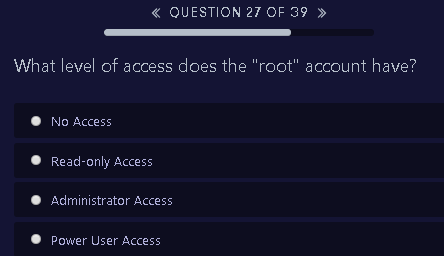 « QUESTION 27 OF 39 »
What level of access does the "root" account have?
No Access
Read-only Access
Administrator Access
Power User Access